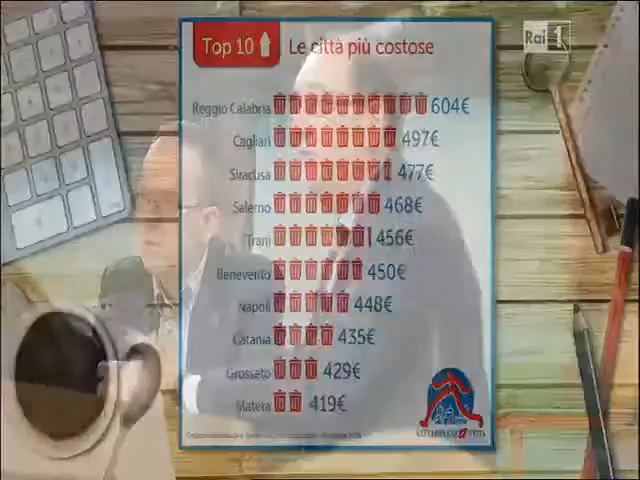 Rai 1
Top 10 Le città più costose
Reggio Calabria 604€
Cagliari 497€
Siracusa 477€
Salerno 468€
Trani 456€
Benevento 450€
Napoli 448€
Catania 435€
Grosseto 429€
Matera 419€